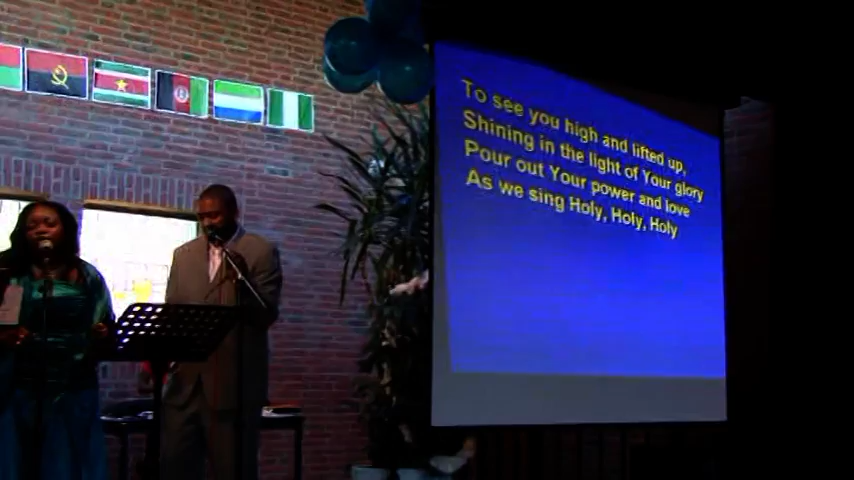 To see you high and lifted up,
Shining in the light of Your glory
Pour out Your power and love
As we sing Holy, Holy, Holy